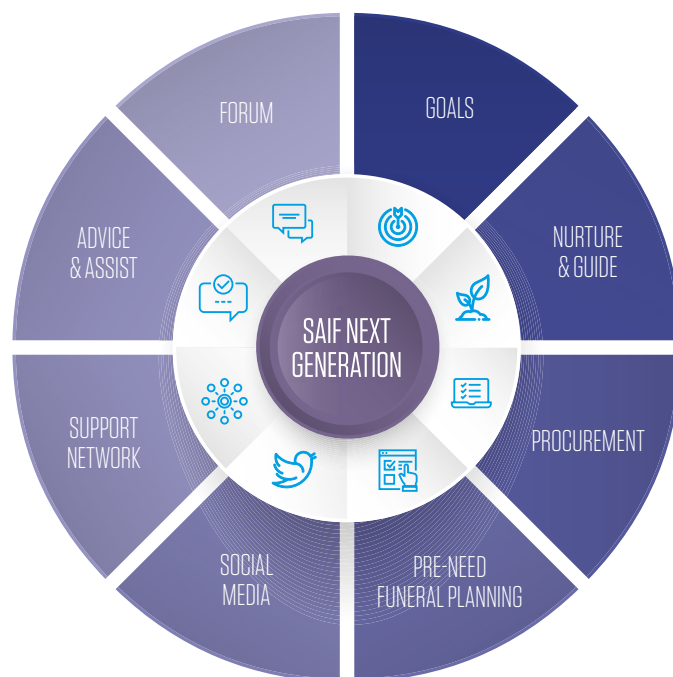 FORUM
GOALS
ADVICE
& ASSIST
NURTURE
& GUIDE
SAIF NEXT
GENERATION
SUPPORT
NETWORK
PROCUREMENT
SOCIAL
MEDIA
PRE-NEED
FUNERAL PLANNING